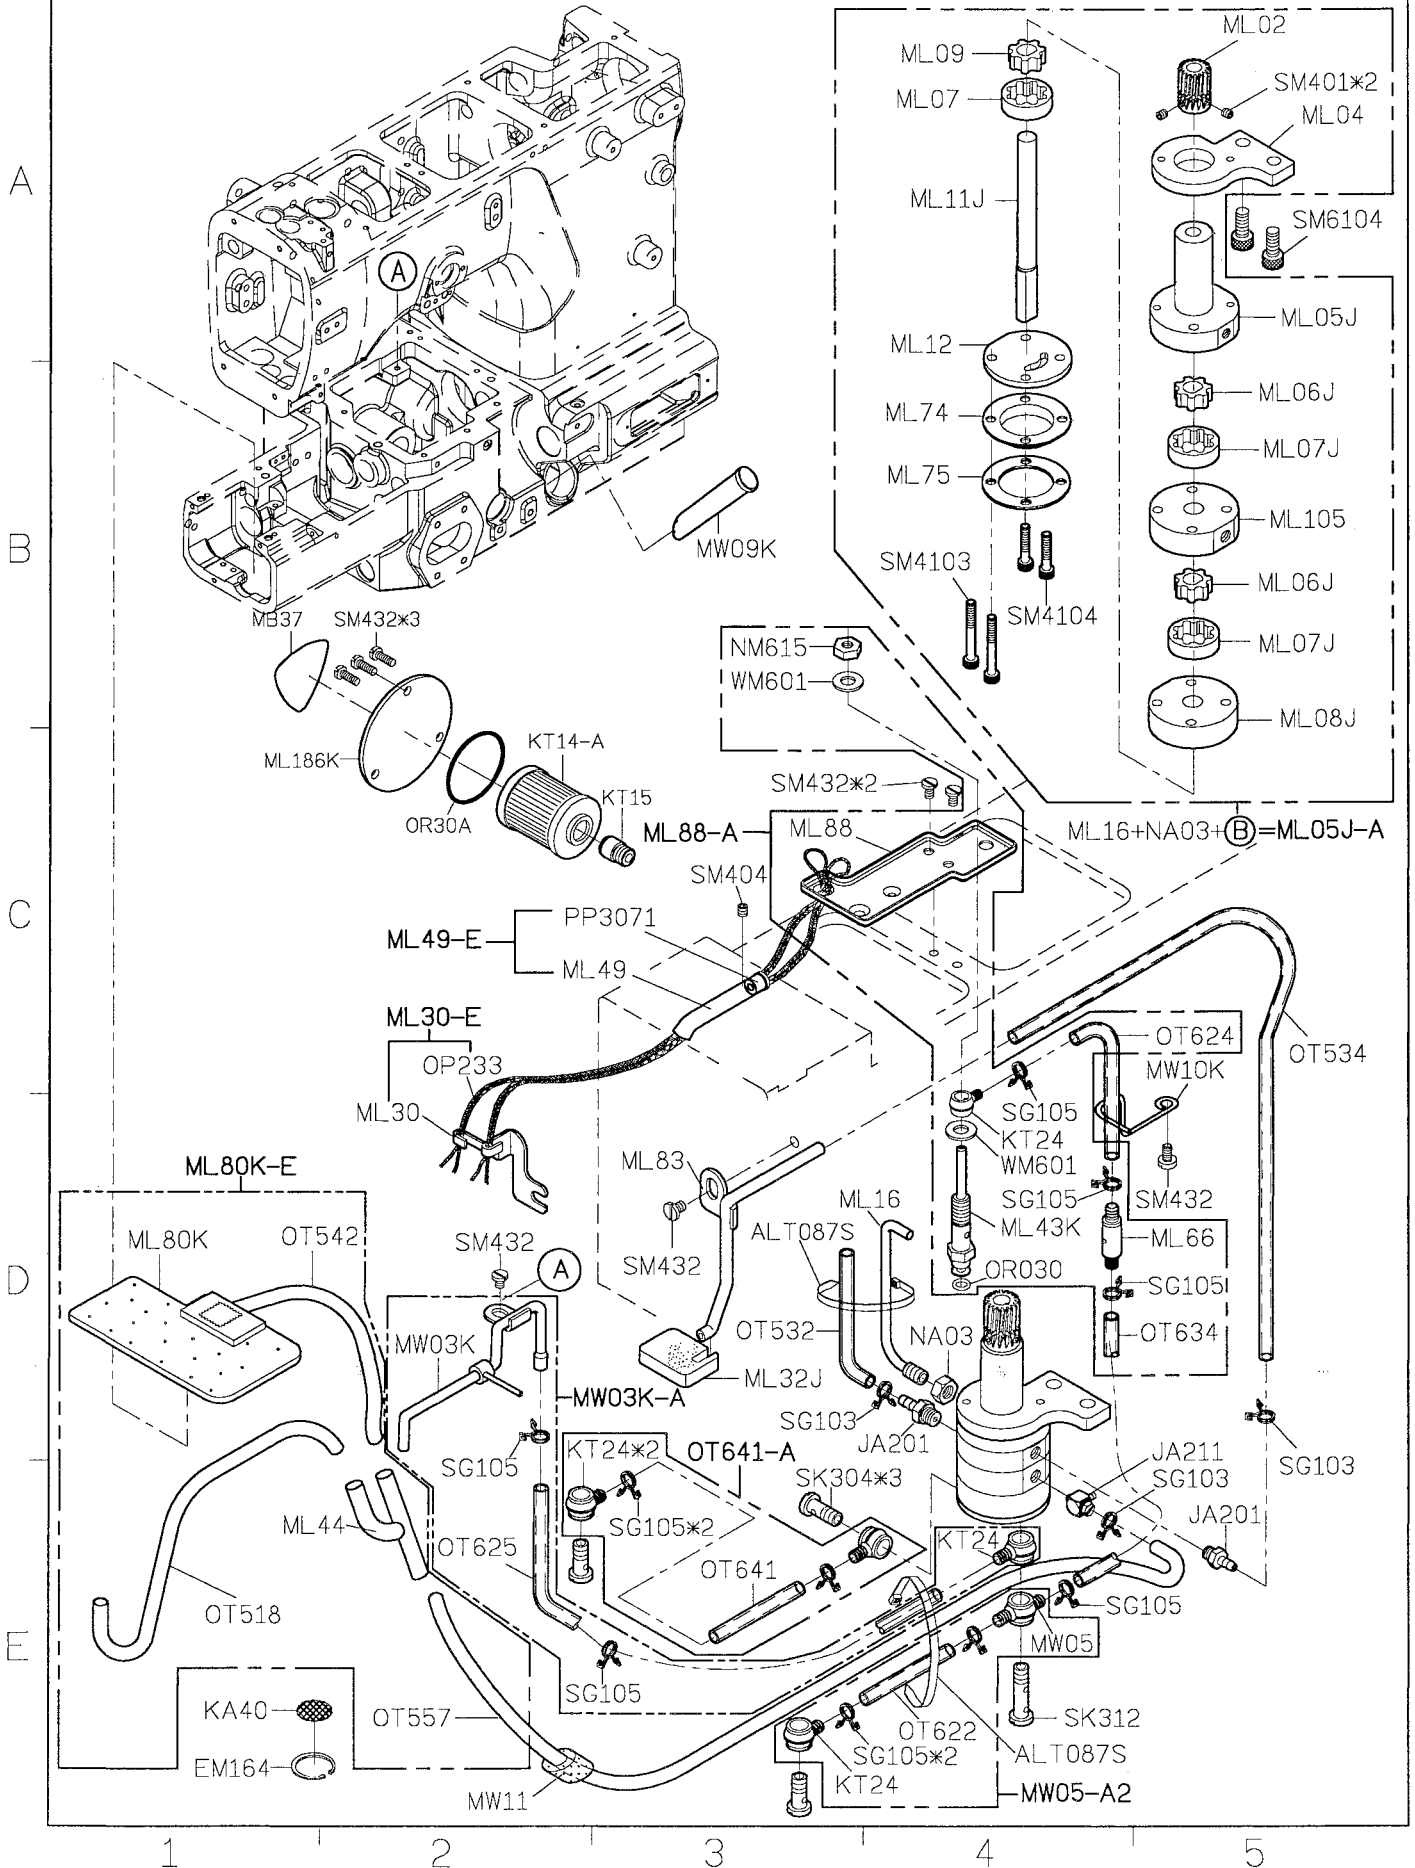 ML02
ML09
SM401*2
ML07
ML04
A
ML11J
SM6104
A
ML05J
ML12
ML06J
ML74
ML07J
ML75
ML105
B
MW09K
SM4103
ML06J
SM4104
MB37
SM432*3
NM615
ML07J
WM601
ML08J
KT14-A
ML186K
SM432*2
KT15
OR30A
ML88-A
ML88
ML16+NA03+B=ML05J-A
SM404
C
PP3071
ML49-E
ML49
ML30-E
OT624
OT534
OP233
MW10K
SG105
ML30
KT24
ML83
WM601
ML80K-E
ML16
SG105
SM432
ML80K
OT542
SM432
A
ALT087S
ML43K
ML66
D
SM432
OR030
SG105
OT532
NA03
OT634
MW03K
ML32J
MW03K-A
SG103
JA201
SG105
KT24*2
OT641-A
SK304*3
JA211
SG103
SG103
JA201
ML44
SG105*2
KT24
OT625
OT641
OT518
SG105
MW05
E
SG105
KA40
OT557
OT622
SK312
EM164
SG105*2
ALT087S
KT24
MW11
MW05-A2
1 2 3 4 5